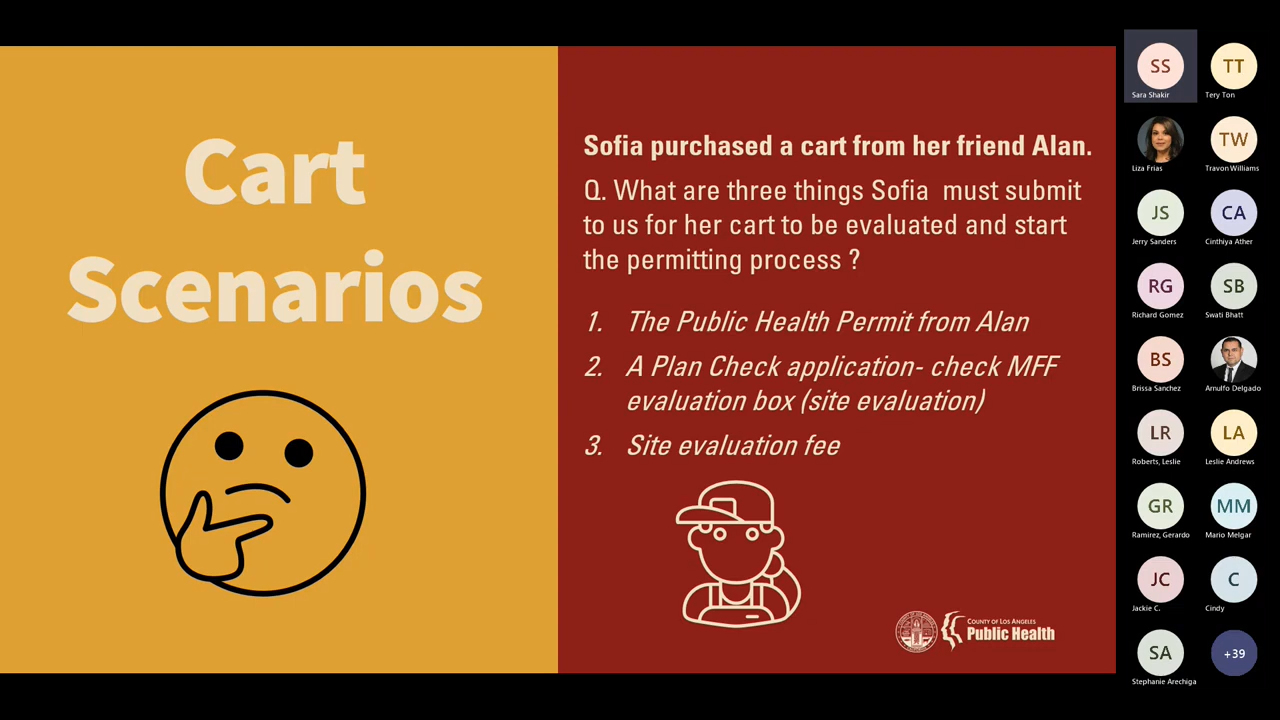 Cart
Scenarios
Sofia purchased a cart from her friend Alan.
Q. What are three things Sofia must submit
to us for her cart to be evaluated and start
the permitting process ?
1. The Public Health Permit from Alan
2. A Plan Check application- check MFF
evaluation box (site evaluation)
3. Site evaluation fee
COUNTY OF LOS ANGELES
Public Health
SS
Sara Shakir
TT
Tery Ton
Liza Frias
TW
Travon Williams
JS
Jerry Sanders
CA
Cinthiya Ather
RG
Richard Gomez
SB
Swati Bhatt
BS
Brissa Sanchez
Arnulfo Delgado
LR
Roberts, Leslie
LA
Leslie Andrews
GR
Ramirez, Gerardo
MM
Mario Melgar
JC
Jackie C.
C
Cindy
SA
Stephanie Arechiga
+39